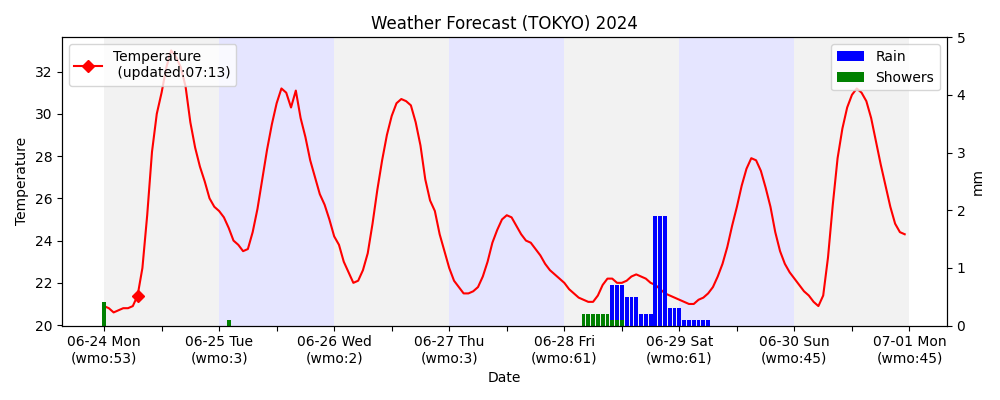 Weather Forecast (TOKYO) 2024
Temperature
(updated:07:13)
Rain
Showers
32
30
28
26
24
22
20
Temperature
5
4
3
2
1
0
mm
06-24 Mon
(wmo:53)
06-25 Tue
(wmo:3)
06-26 Wed
(wmo:2)
06-27 Thu
(wmo:3)
06-28 Fri
(wmo:61)
06-29 Sat
(wmo:61)
06-30 Sun
(wmo:45)
07-01 Mon
(wmo:45)
Date